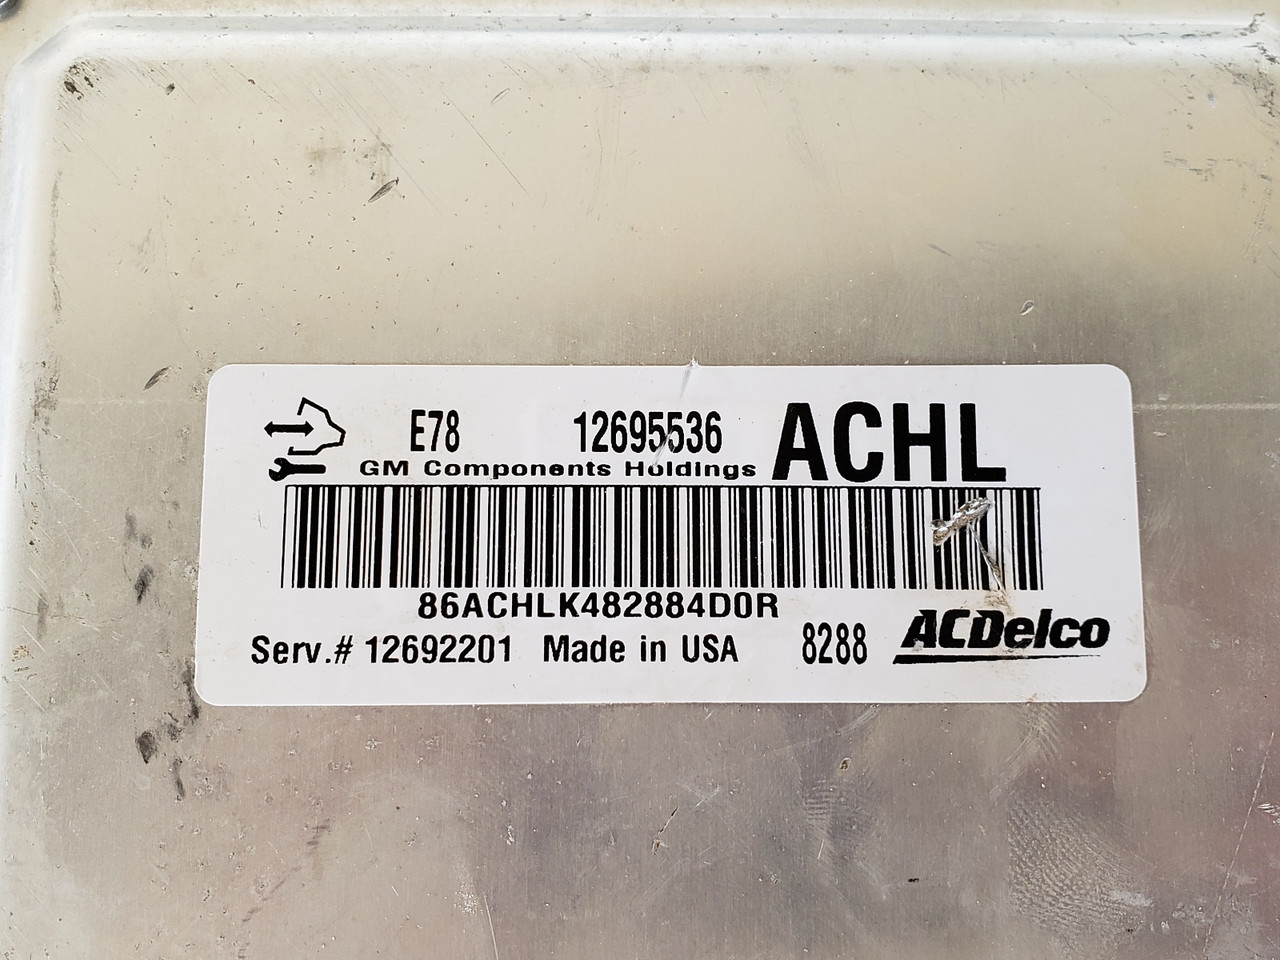 E78 12695536 ACHL
GM Components Holdings
86ACHLK482884D0R
Serv.# 12692201 Made in USA 8288 ACDelco